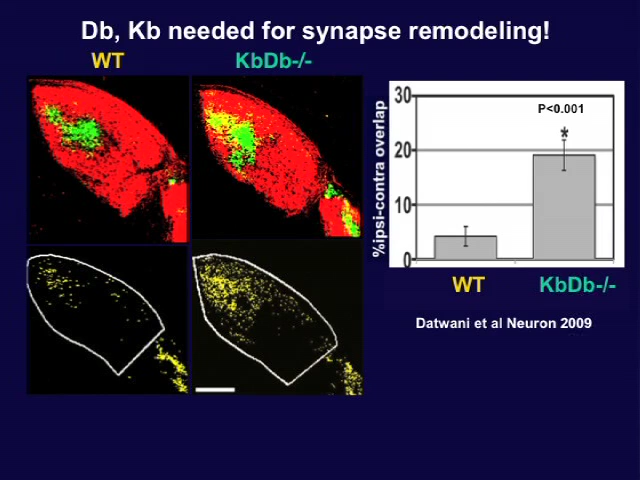 Db, Kb needed for synapse remodeling!
WT
KbDb-/-
%ipsi-contra overlap
30
20
10
0
P<0.001
*
WT
KbDb-/-
Datwani et al Neuron 2009